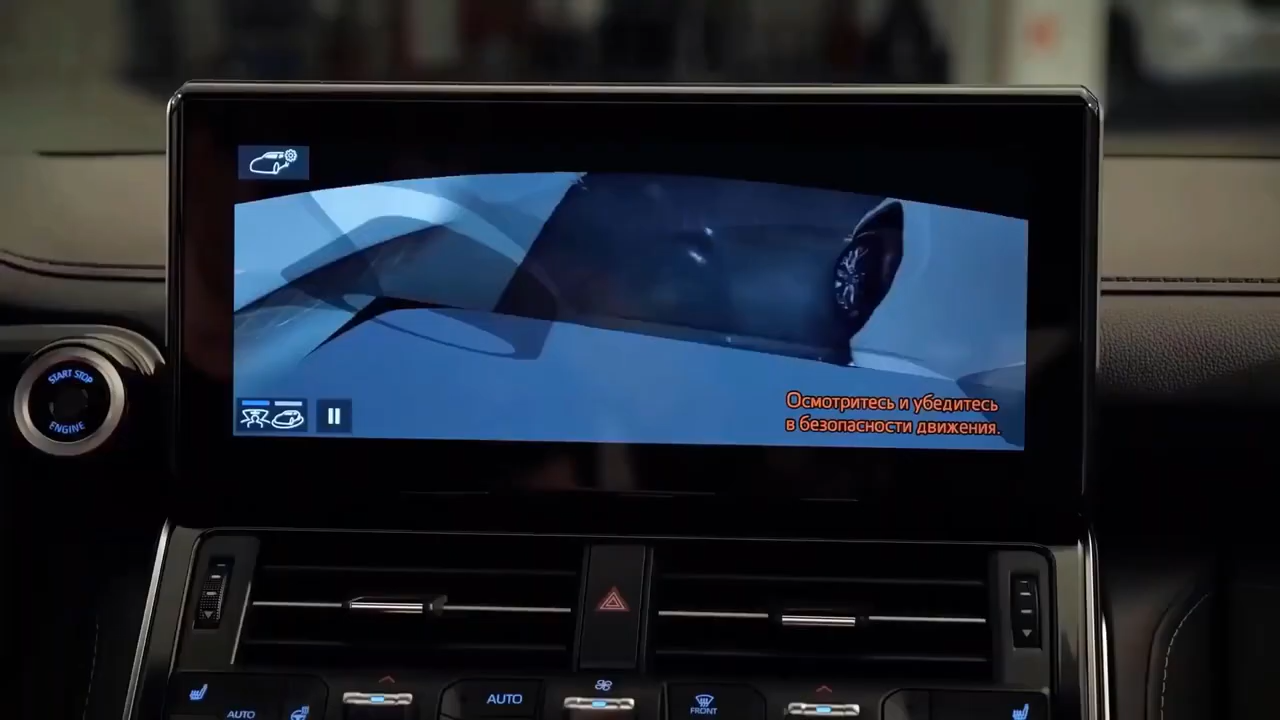 START STOP
ENGINE
Осмотритесь и убедитесь
в безопасности движения.
AUTO
AUTO
FRONT